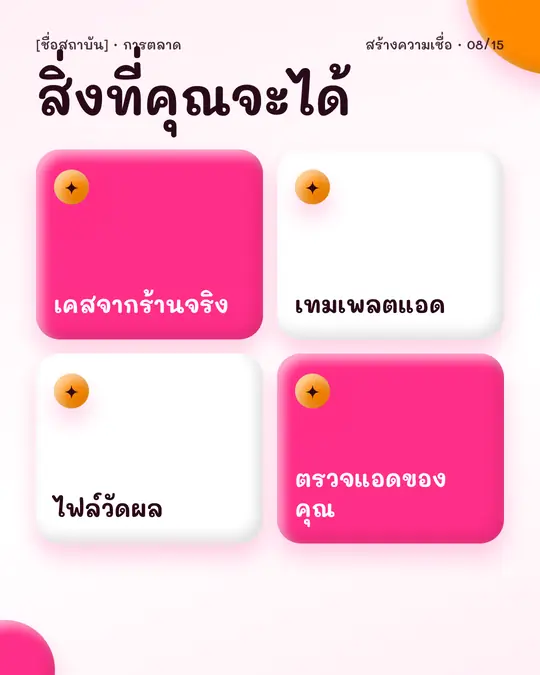 [ชื่อสถาบัน] · การตลาด
สร้างความเชื่อ · 08/15
สิ่งที่คุณจะได้
เคสจากร้านจริง
เทมเพลตแอด
ไฟล์วัดผล
ตรวจแอดของ
คุณ